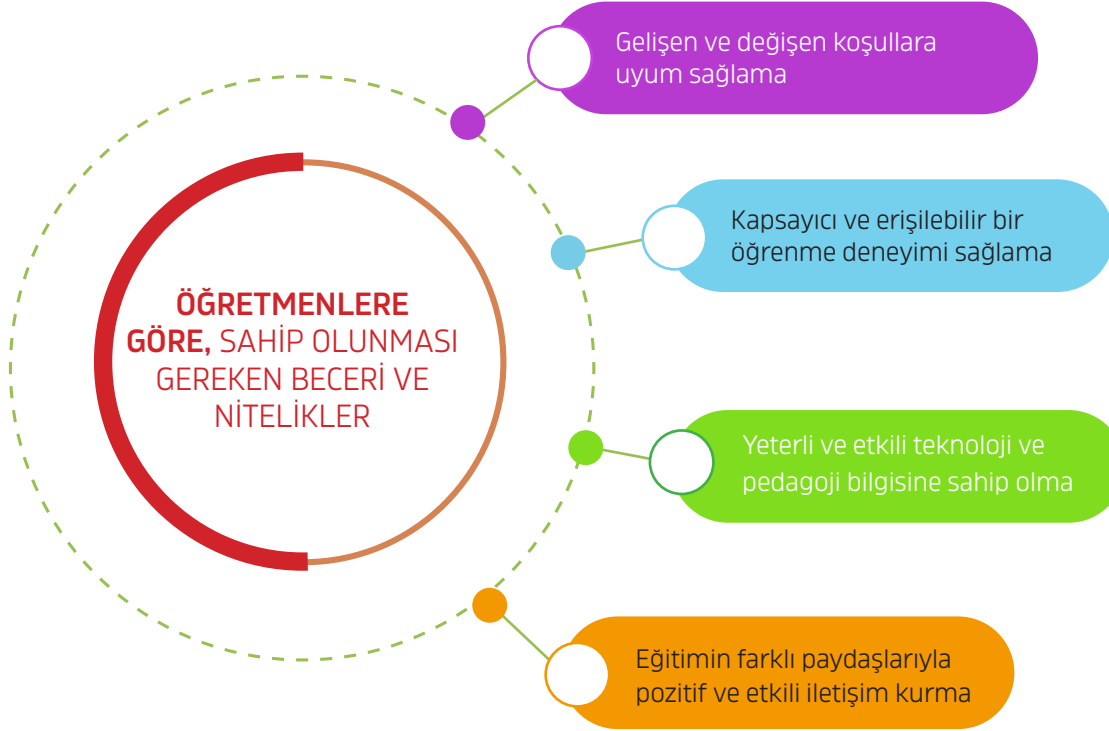 Gelişen ve değişen koşullara
uyum sağlama
Kapsayıcı ve erişilebilir bir
öğrenme deneyimi sağlama
ÖĞRETMENLERE
GÖRE, SAHİP OLUNMASI
GEREKEN BECERİ VE
NİTELİKLER
Yeterli ve etkili teknoloji ve
pedagoji bilgisine sahip olma
Eğitimin farklı paydaşlarıyla
pozitif ve etkili iletişim kurma